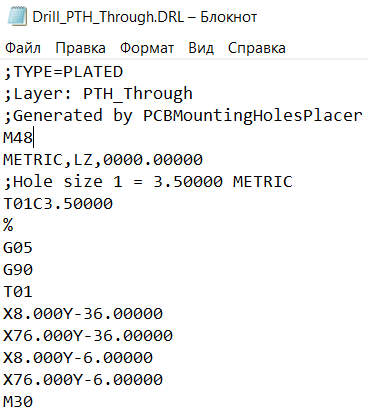 Drill_PTH_Through.DRL – Блокнот
Файл Правка Формат Вид Справка
;TYPE=PLATED
;Layer: PTH_Through
;Generated by PCBMountingHolesPlacer
M48
METRIC,LZ,0000.00000
;Hole size 1 = 3.50000 METRIC
T01C3.50000
%
G05
G90
T01
X8.000Y-36.00000
X76.000Y-36.00000
X8.000Y-6.00000
X76.000Y-6.00000
M30